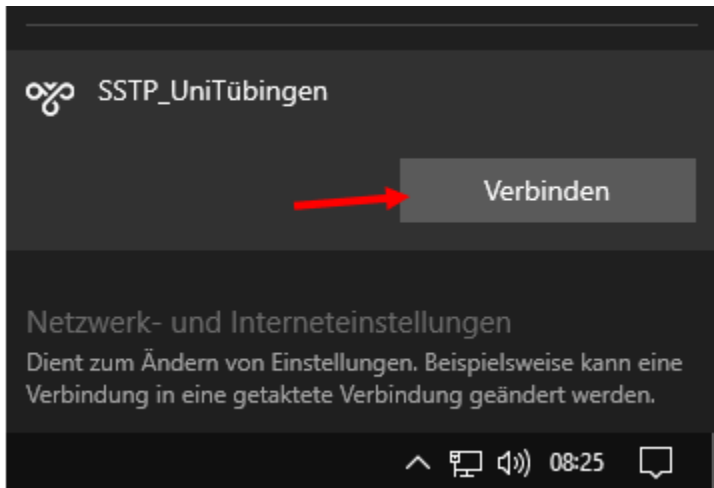 SSTP_UniTübingen
Verbinden
Netzwerk- und Interneteinstellungen
Dient zum Ändern von Einstellungen. Beispielsweise kann eine
Verbindung in eine getaktete Verbindung geändert werden.
08:25